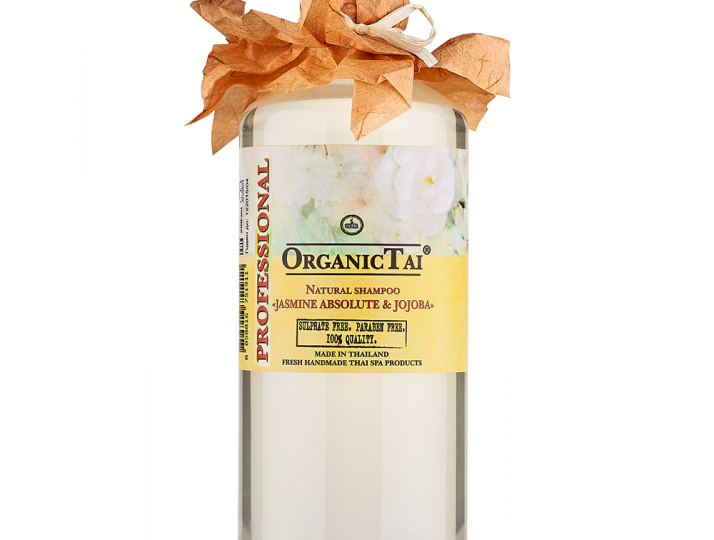 PROFESSIONAL
ORGANICTAI®
NATURAL SHAMPOO
«JASMINE ABSOLUTE & JOJOBA»
SULPHATE FREE. PARABEN FREE.
100% QUALITY.
MADE IN THAILAND
FRESH HANDMADE THAI SPA PRODUCTS